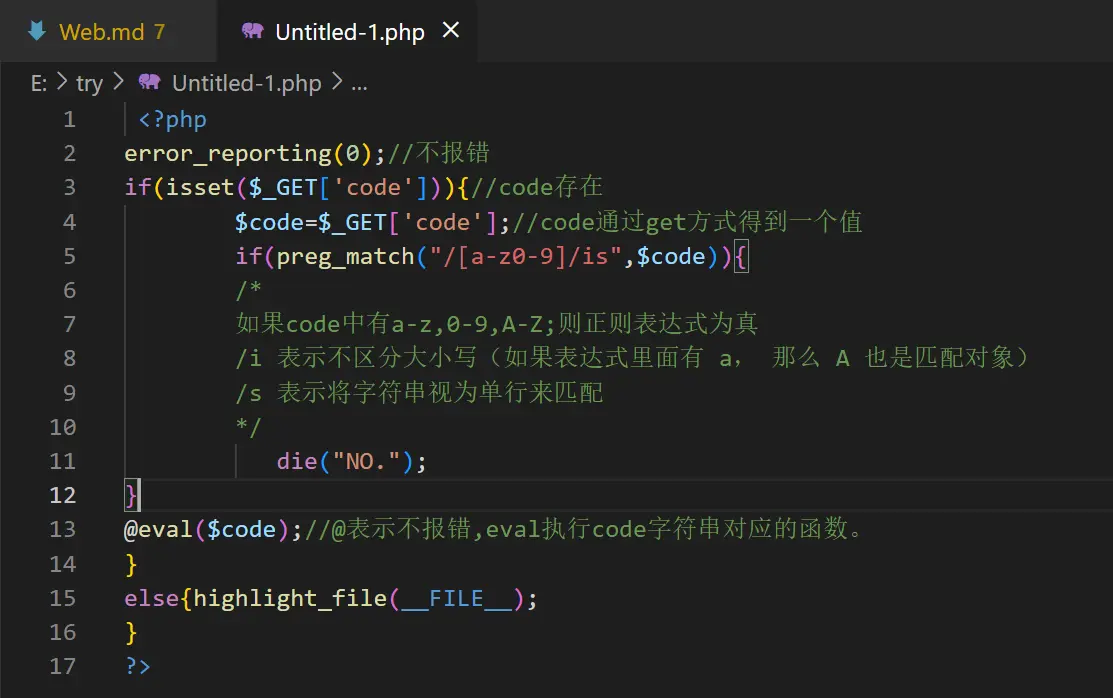 Web.md 7
Untitled-1.php
E: > try > Untitled-1.php > ...
1 <?php
2 error_reporting(0);//不报错
3 if(isset($_GET['code'])){//code存在
4 $code=$_GET['code'];//code通过get方式得到一个值
5 if(preg_match("/[a-z0-9]/is",$code)){
6 /*
7 如果code中有a-z,0-9,A-Z;则正则表达式为真
8 /i 表示不区分大小写（如果表达式里面有 a， 那么 A 也是匹配对象）
9 /s 表示将字符串视为单行来匹配
10 */
11 die("NO.");
12 }
13 @eval($code);//@表示不报错,eval执行code字符串对应的函数。
14 }
15 else{highlight_file(__FILE__);
16 }
17 ?>